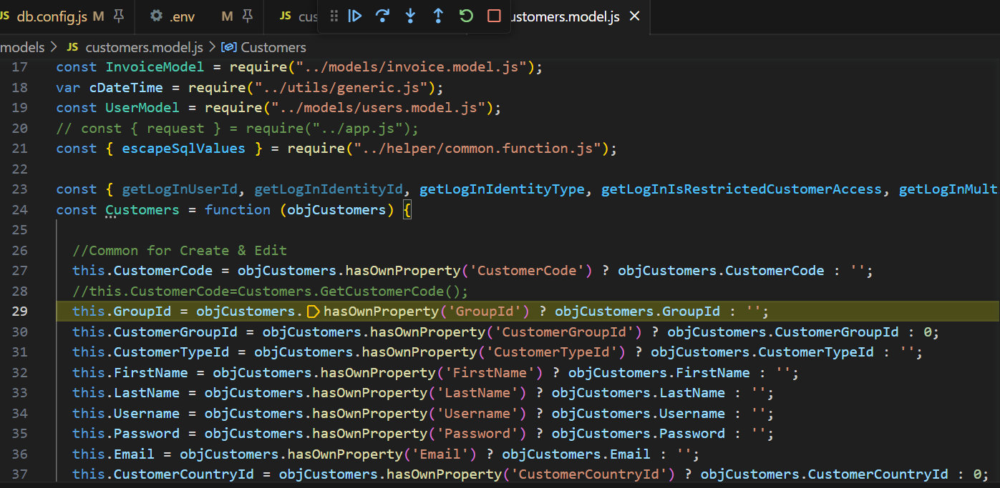 JS db.config.js M .env M JS cus ustomers.model.js
models > JS customers.model.js > Customers
17 const InvoiceModel = require("../models/invoice.model.js");
18 var cDateTime = require("../utils/generic.js");
19 const UserModel = require("../models/users.model.js");
20 // const { request } = require("../app.js");
21 const { escapeSqlValues } = require("../helper/common.function.js");
22
23 const { getLogInUserId, getLogInIdentityId, getLogInIdentityType, getLogInIsRestrictedCustomerAccess, getLogInMult
24 const Customers = function (objCustomers) {
25
26 //Common for Create & Edit
27 this.CustomerCode = objCustomers.hasOwnProperty('CustomerCode') ? objCustomers.CustomerCode : '';
28 //this.CustomerCode=Customers.GetCustomerCode();
29 this.GroupId = objCustomers.hasOwnProperty('GroupId') ? objCustomers.GroupId : '';
30 this.CustomerGroupId = objCustomers.hasOwnProperty('CustomerGroupId') ? objCustomers.CustomerGroupId : 0;
31 this.CustomerTypeId = objCustomers.hasOwnProperty('CustomerTypeId') ? objCustomers.CustomerTypeId : '';
32 this.FirstName = objCustomers.hasOwnProperty('FirstName') ? objCustomers.FirstName : '';
33 this.LastName = objCustomers.hasOwnProperty('LastName') ? objCustomers.LastName : '';
34 this.Username = objCustomers.hasOwnProperty('Username') ? objCustomers.Username : '';
35 this.Password = objCustomers.hasOwnProperty('Password') ? objCustomers.Password : '';
36 this.Email = objCustomers.hasOwnProperty('Email') ? objCustomers.Email : '';
37 this.CustomerCountryId = objCustomers.hasOwnProperty('CustomerCountryId') ? objCustomers.CustomerCountryId : 0;